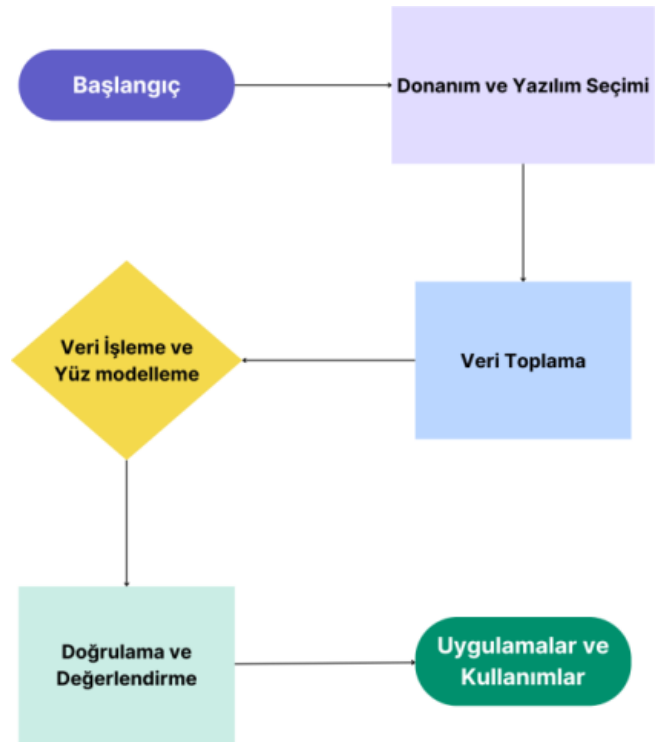 Başlangıç
Donanım ve Yazılım Seçimi
Veri Toplama
Veri İşleme ve
Yüz modelleme
Doğrulama ve
Değerlendirme
Uygulamalar ve
Kullanımlar